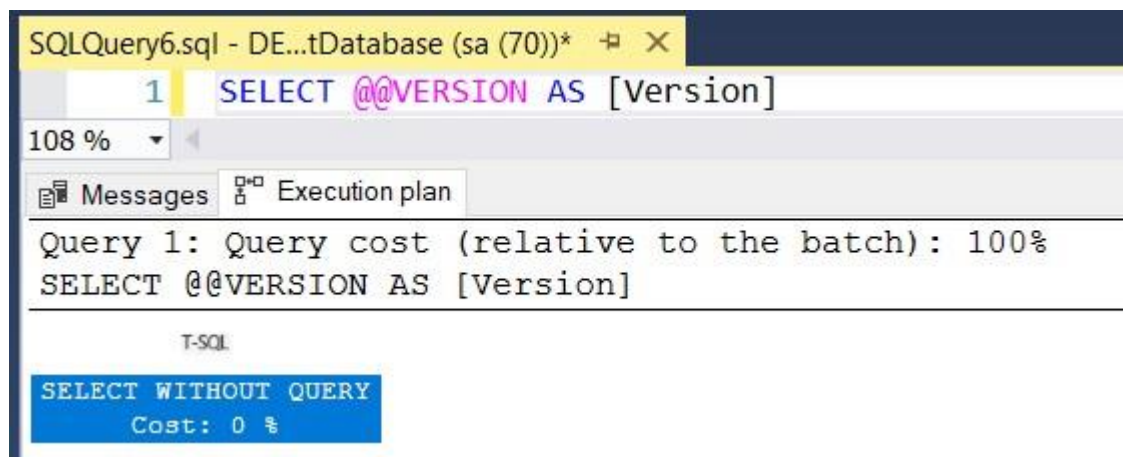 SQLQuery6.sql - DE...tDatabase (sa (70))*
1 SELECT @@VERSION AS [Version]
108 %
Messages Execution plan
Query 1: Query cost (relative to the batch): 100%
SELECT @@VERSION AS [Version]
T-SQL
SELECT WITHOUT QUERY
Cost: 0 %